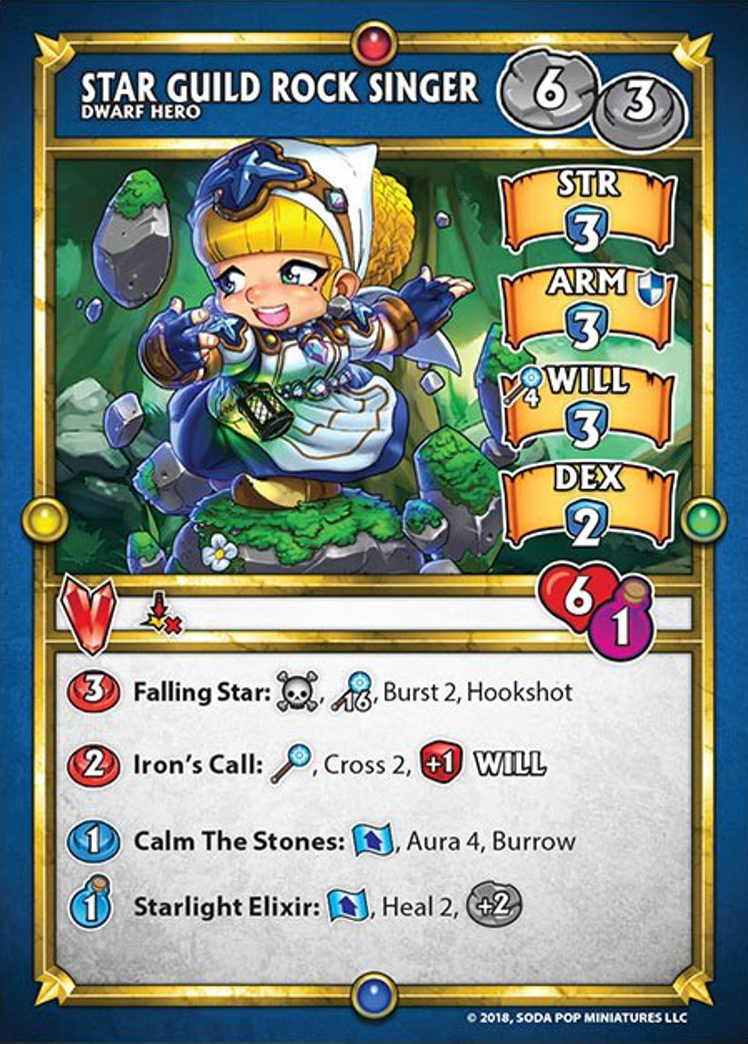 STAR GUILD ROCK SINGER
DWARF HERO
6 3
STR
3
ARM
3
4 WILL
3
DEX
2
6 1
3 Falling Star: , 16, Burst 2, Hookshot
2 Iron's Call: , Cross 2, +1 WILL
1 Calm The Stones: , Aura 4, Burrow
1 Starlight Elixir: , Heal 2, +2
© 2018, SODA POP MINIATURES LLC